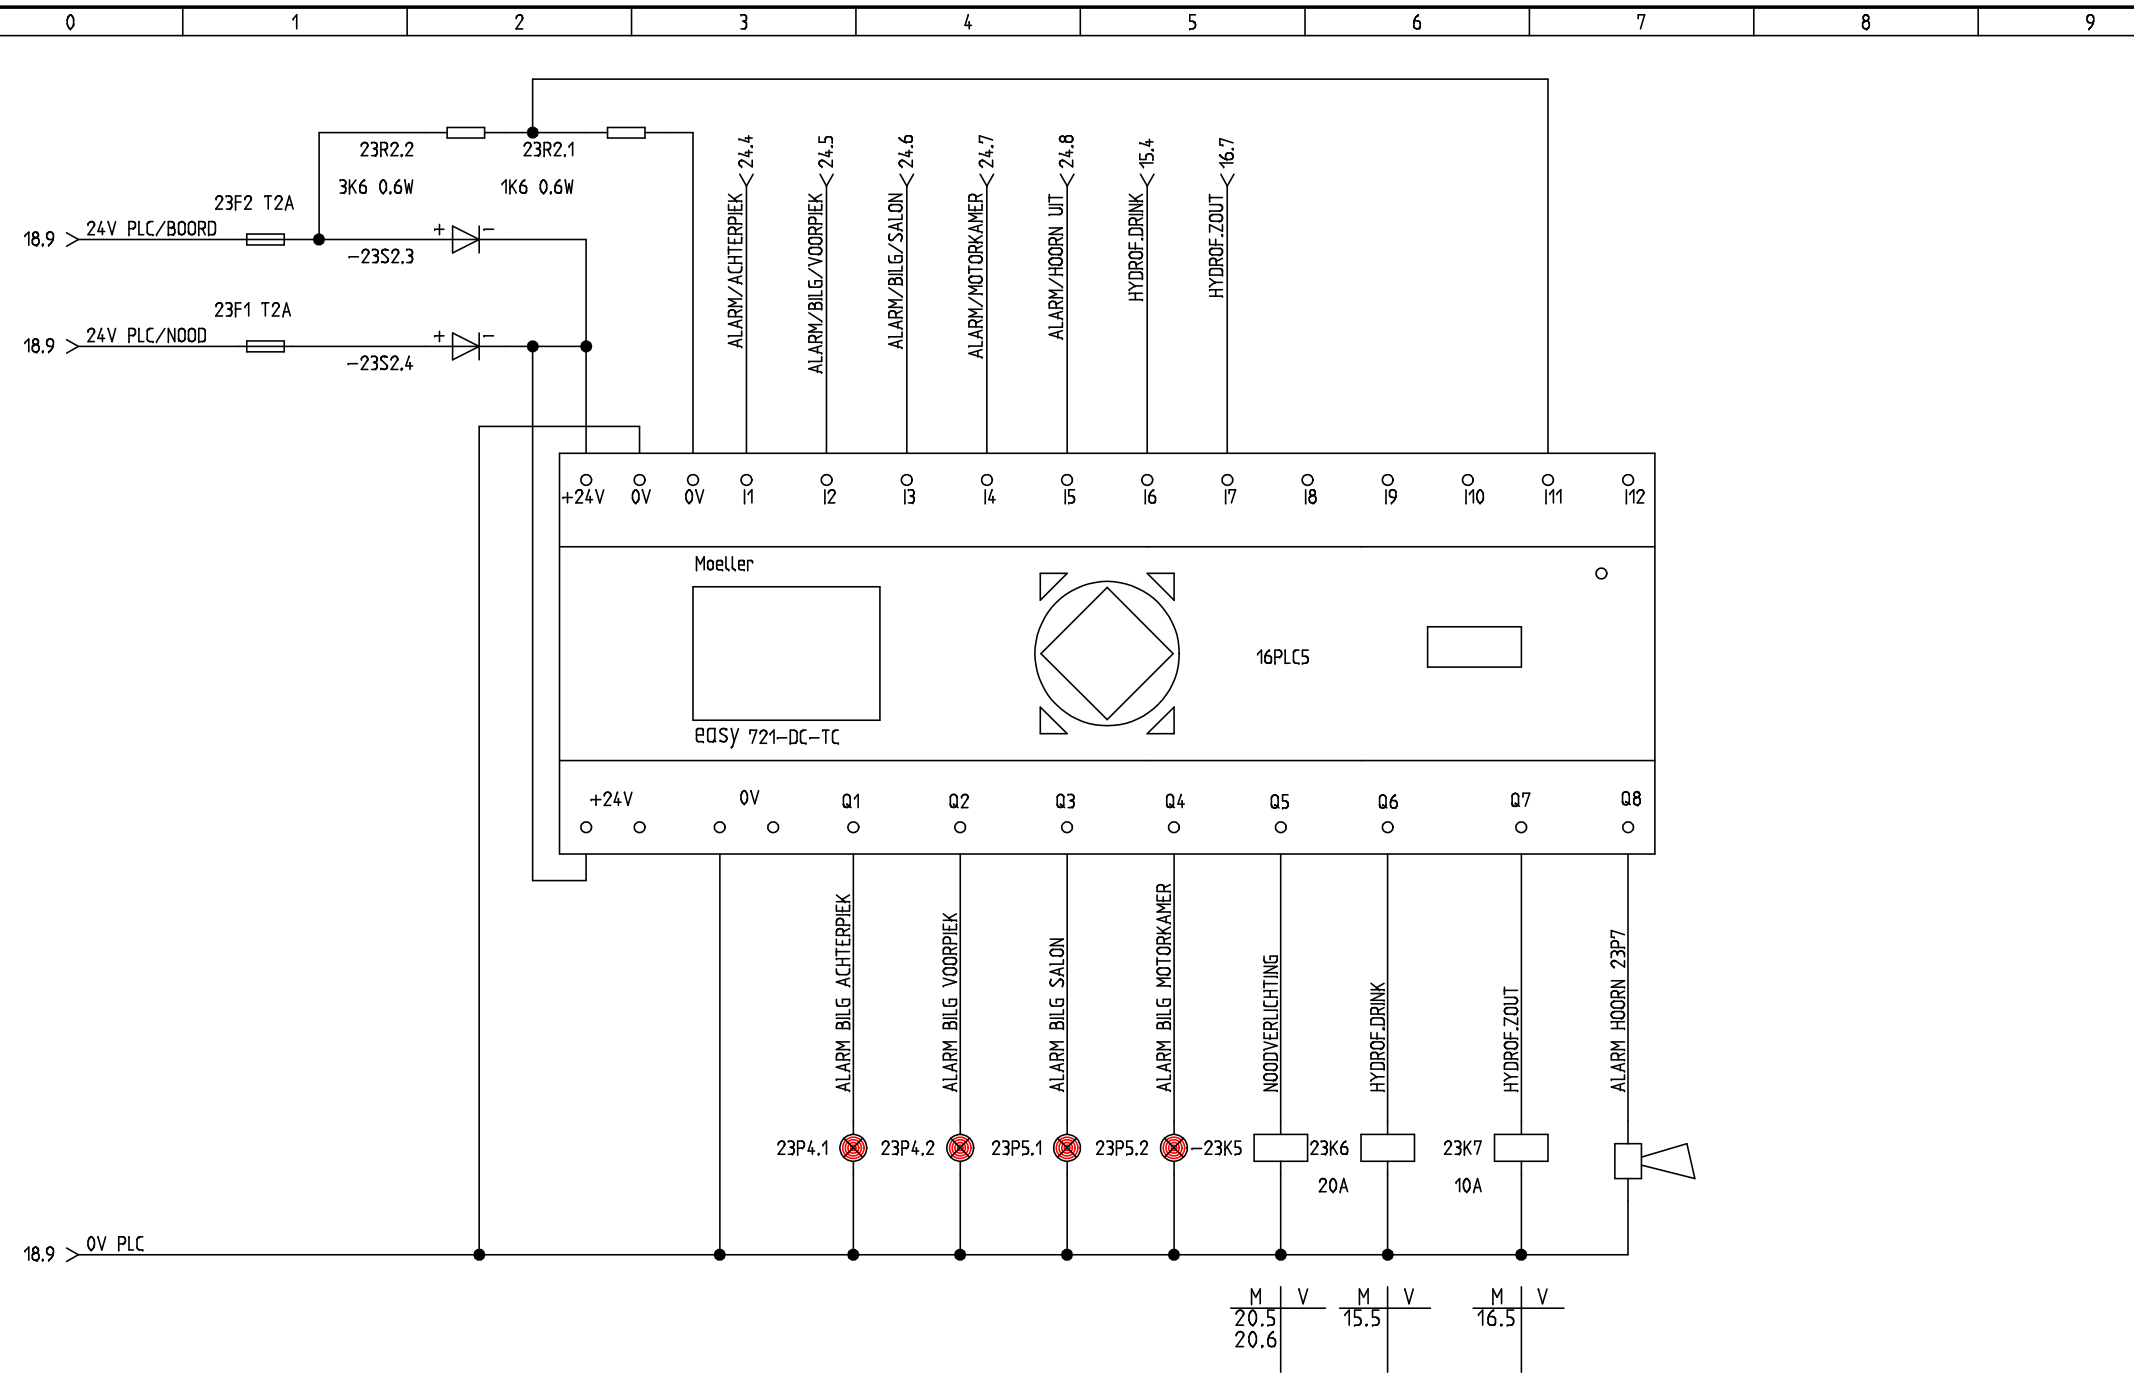 0 1 2 3 4 5 6 7 8 9
23R2.2 23R2.1
3K6 0.6W 1K6 0.6W
23F2 T2A
18.9 24V PLC/BOORD + -
-23S2.3
23F1 T2A
18.9 24V PLC/NOOD + -
-23S2.4
24.4 24.5 24.6 24.7 24.8 15.4 16.7
ALARM/ACHTERPIEK
ALARM/BILG/VOORPIEK
ALARM/BILG/SALON
ALARM/MOTORKAMER
ALARM/HOORN UIT
HYDROF.DRINK
HYDROF.ZOUT
+24V 0V 0V I1 I2 I3 I4 I5 I6 I7 I8 I9 I10 I11 I12
Moeller
16PLC5
easy 721-DC-TC
+24V 0V Q1 Q2 Q3 Q4 Q5 Q6 Q7 Q8
ALARM BILG ACHTERPIEK
ALARM BILG VOORPIEK
ALARM BILG SALON
ALARM BILG MOTORKAMER
NOODVERLICHTING
HYDROF.DRINK
HYDROF.ZOUT
ALARM HOORN 23P7
23P4.1 23P4.2 23P5.1 23P5.2 -23K5 23K6 23K7
20A 10A
18.9 0V PLC
M V M V M V
20.5 15.5 16.5
20.6